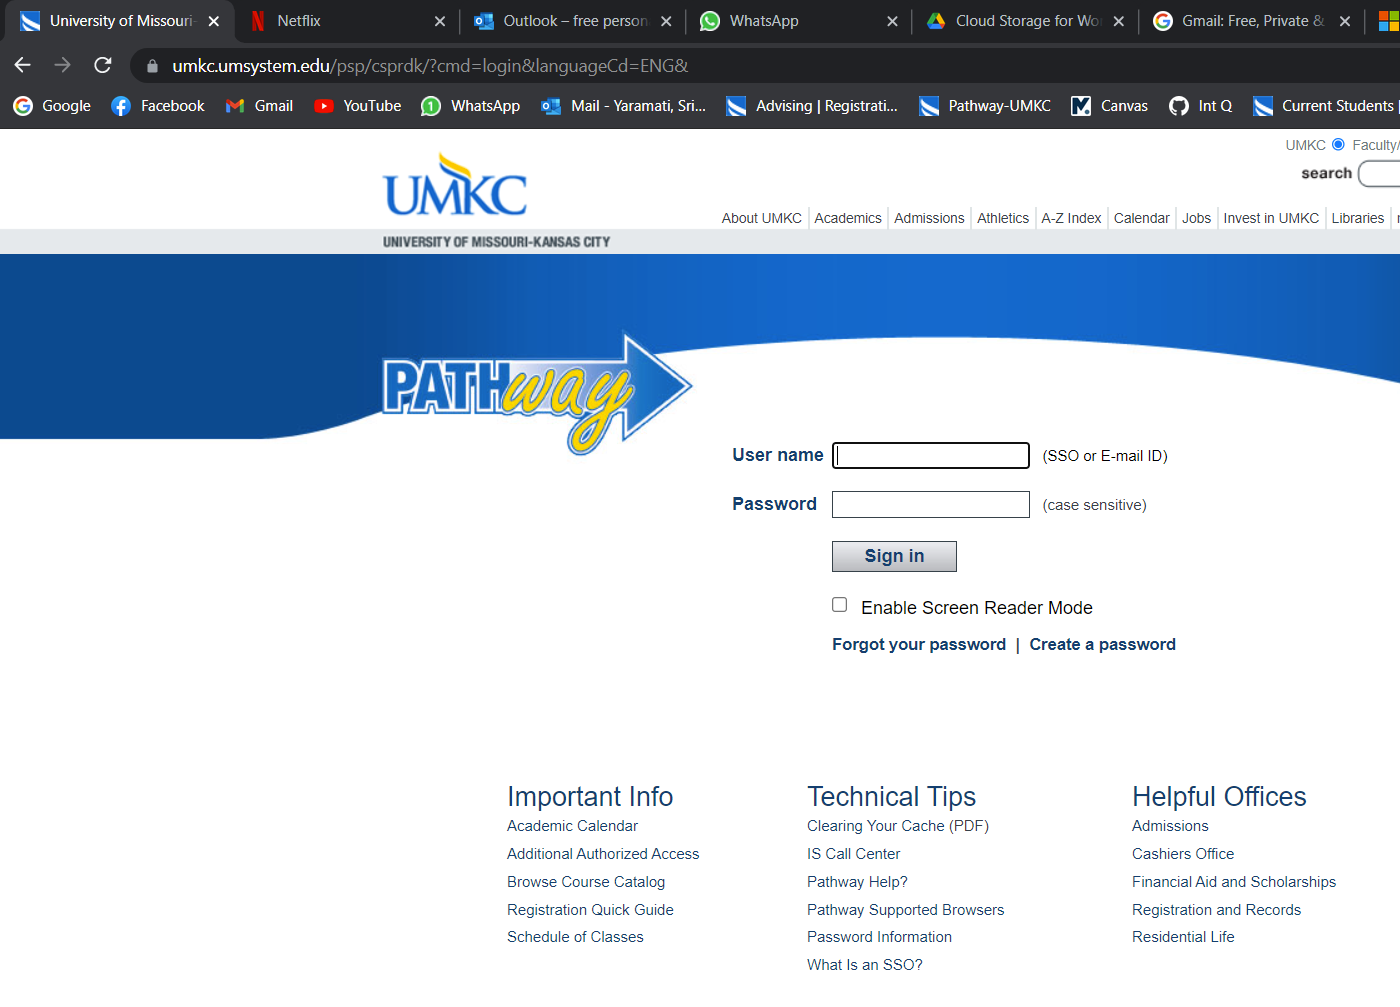 University of Missouri- Netflix Outlook – free person WhatsApp Cloud Storage for Wor Gmail: Free, Private &
umkc.umsystem.edu/psp/csprdk/?cmd=login&languageCd=ENG&
Google Facebook Gmail YouTube WhatsApp Mail - Yaramati, Sri... Advising | Registrati... Pathway-UMKC Canvas Int Q Current Students |
UMKC Faculty/
search
UMKC
About UMKC Academics Admissions Athletics A-Z Index Calendar Jobs Invest in UMKC Libraries
UNIVERSITY OF MISSOURI-KANSAS CITY
PATHway
User name (SSO or E-mail ID)
Password (case sensitive)
Sign in
Enable Screen Reader Mode
Forgot your password | Create a password
Important Info
Academic Calendar
Additional Authorized Access
Browse Course Catalog
Registration Quick Guide
Schedule of Classes
Technical Tips
Clearing Your Cache (PDF)
IS Call Center
Pathway Help?
Pathway Supported Browsers
Password Information
What Is an SSO?
Helpful Offices
Admissions
Cashiers Office
Financial Aid and Scholarships
Registration and Records
Residential Life